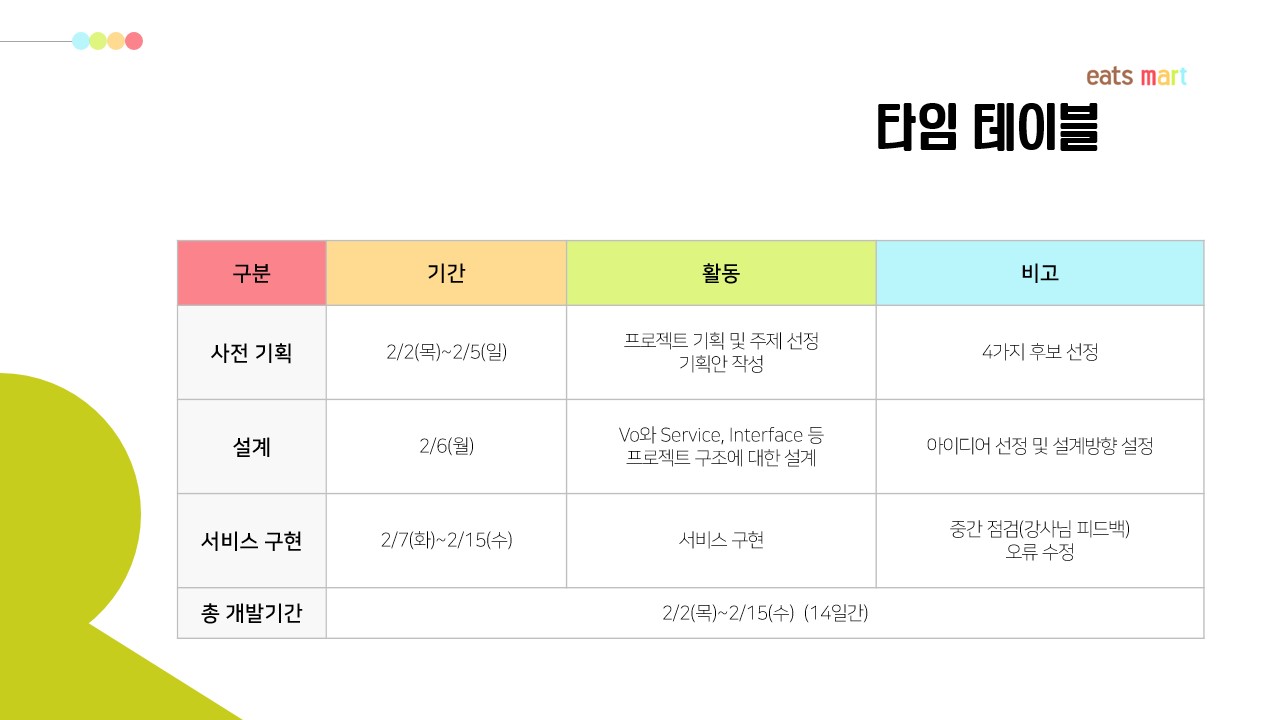 eats mart
타임 테이블
구분 기간 활동 비고
사전 기획 2/2(목)~2/5(일) 프로젝트 기획 및 주제 선정 4가지 후보 선정
기획안 작성
설계 2/6(월) Vo와 Service, Interface 등 아이디어 선정 및 설계방향 설정
프로젝트 구조에 대한 설계
서비스 구현 2/7(화)~2/15(수) 서비스 구현 중간 점검(강사님 피드백)
오류 수정
총 개발기간 2/2(목)~2/15(수) (14일간)